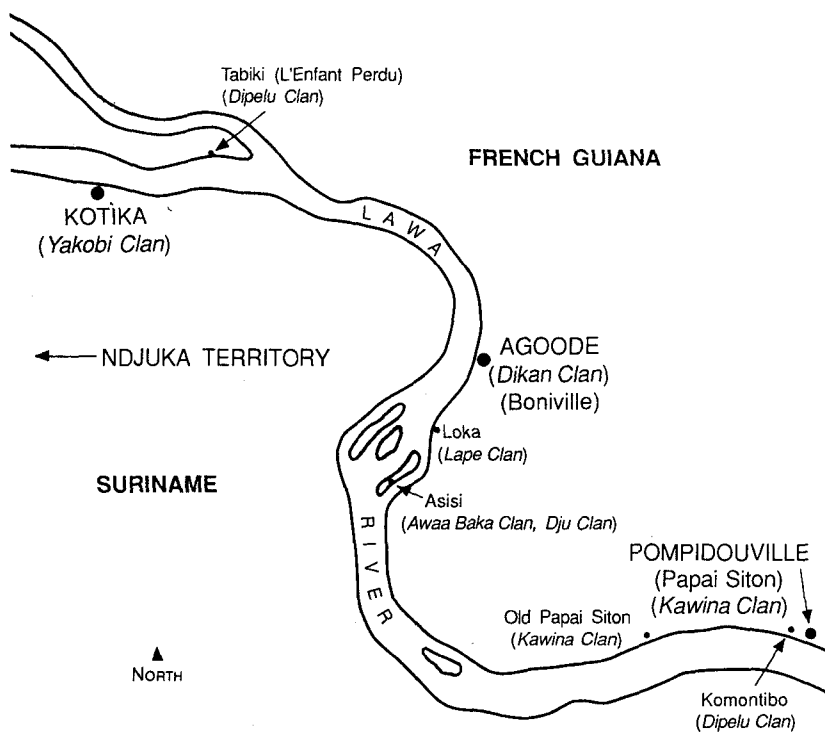 Tabiki (L'Enfant Perdu)
(Dipelu Clan)
FRENCH GUIANA
LAWA
KOTIKA
(Yakobi Clan)
NDJUKA TERRITORY
AGOODE
(Dikan Clan)
(Boniville)
Loka
(Lape Clan)
SURINAME
Asisi
(Awaa Baka Clan, Dju Clan)
RIVER
POMPIDOUVILLE
(Papai Siton)
(Kawina Clan)
Old Papai Siton
(Kawina Clan)
NORTH
Komontibo
(Dipelu Clan)